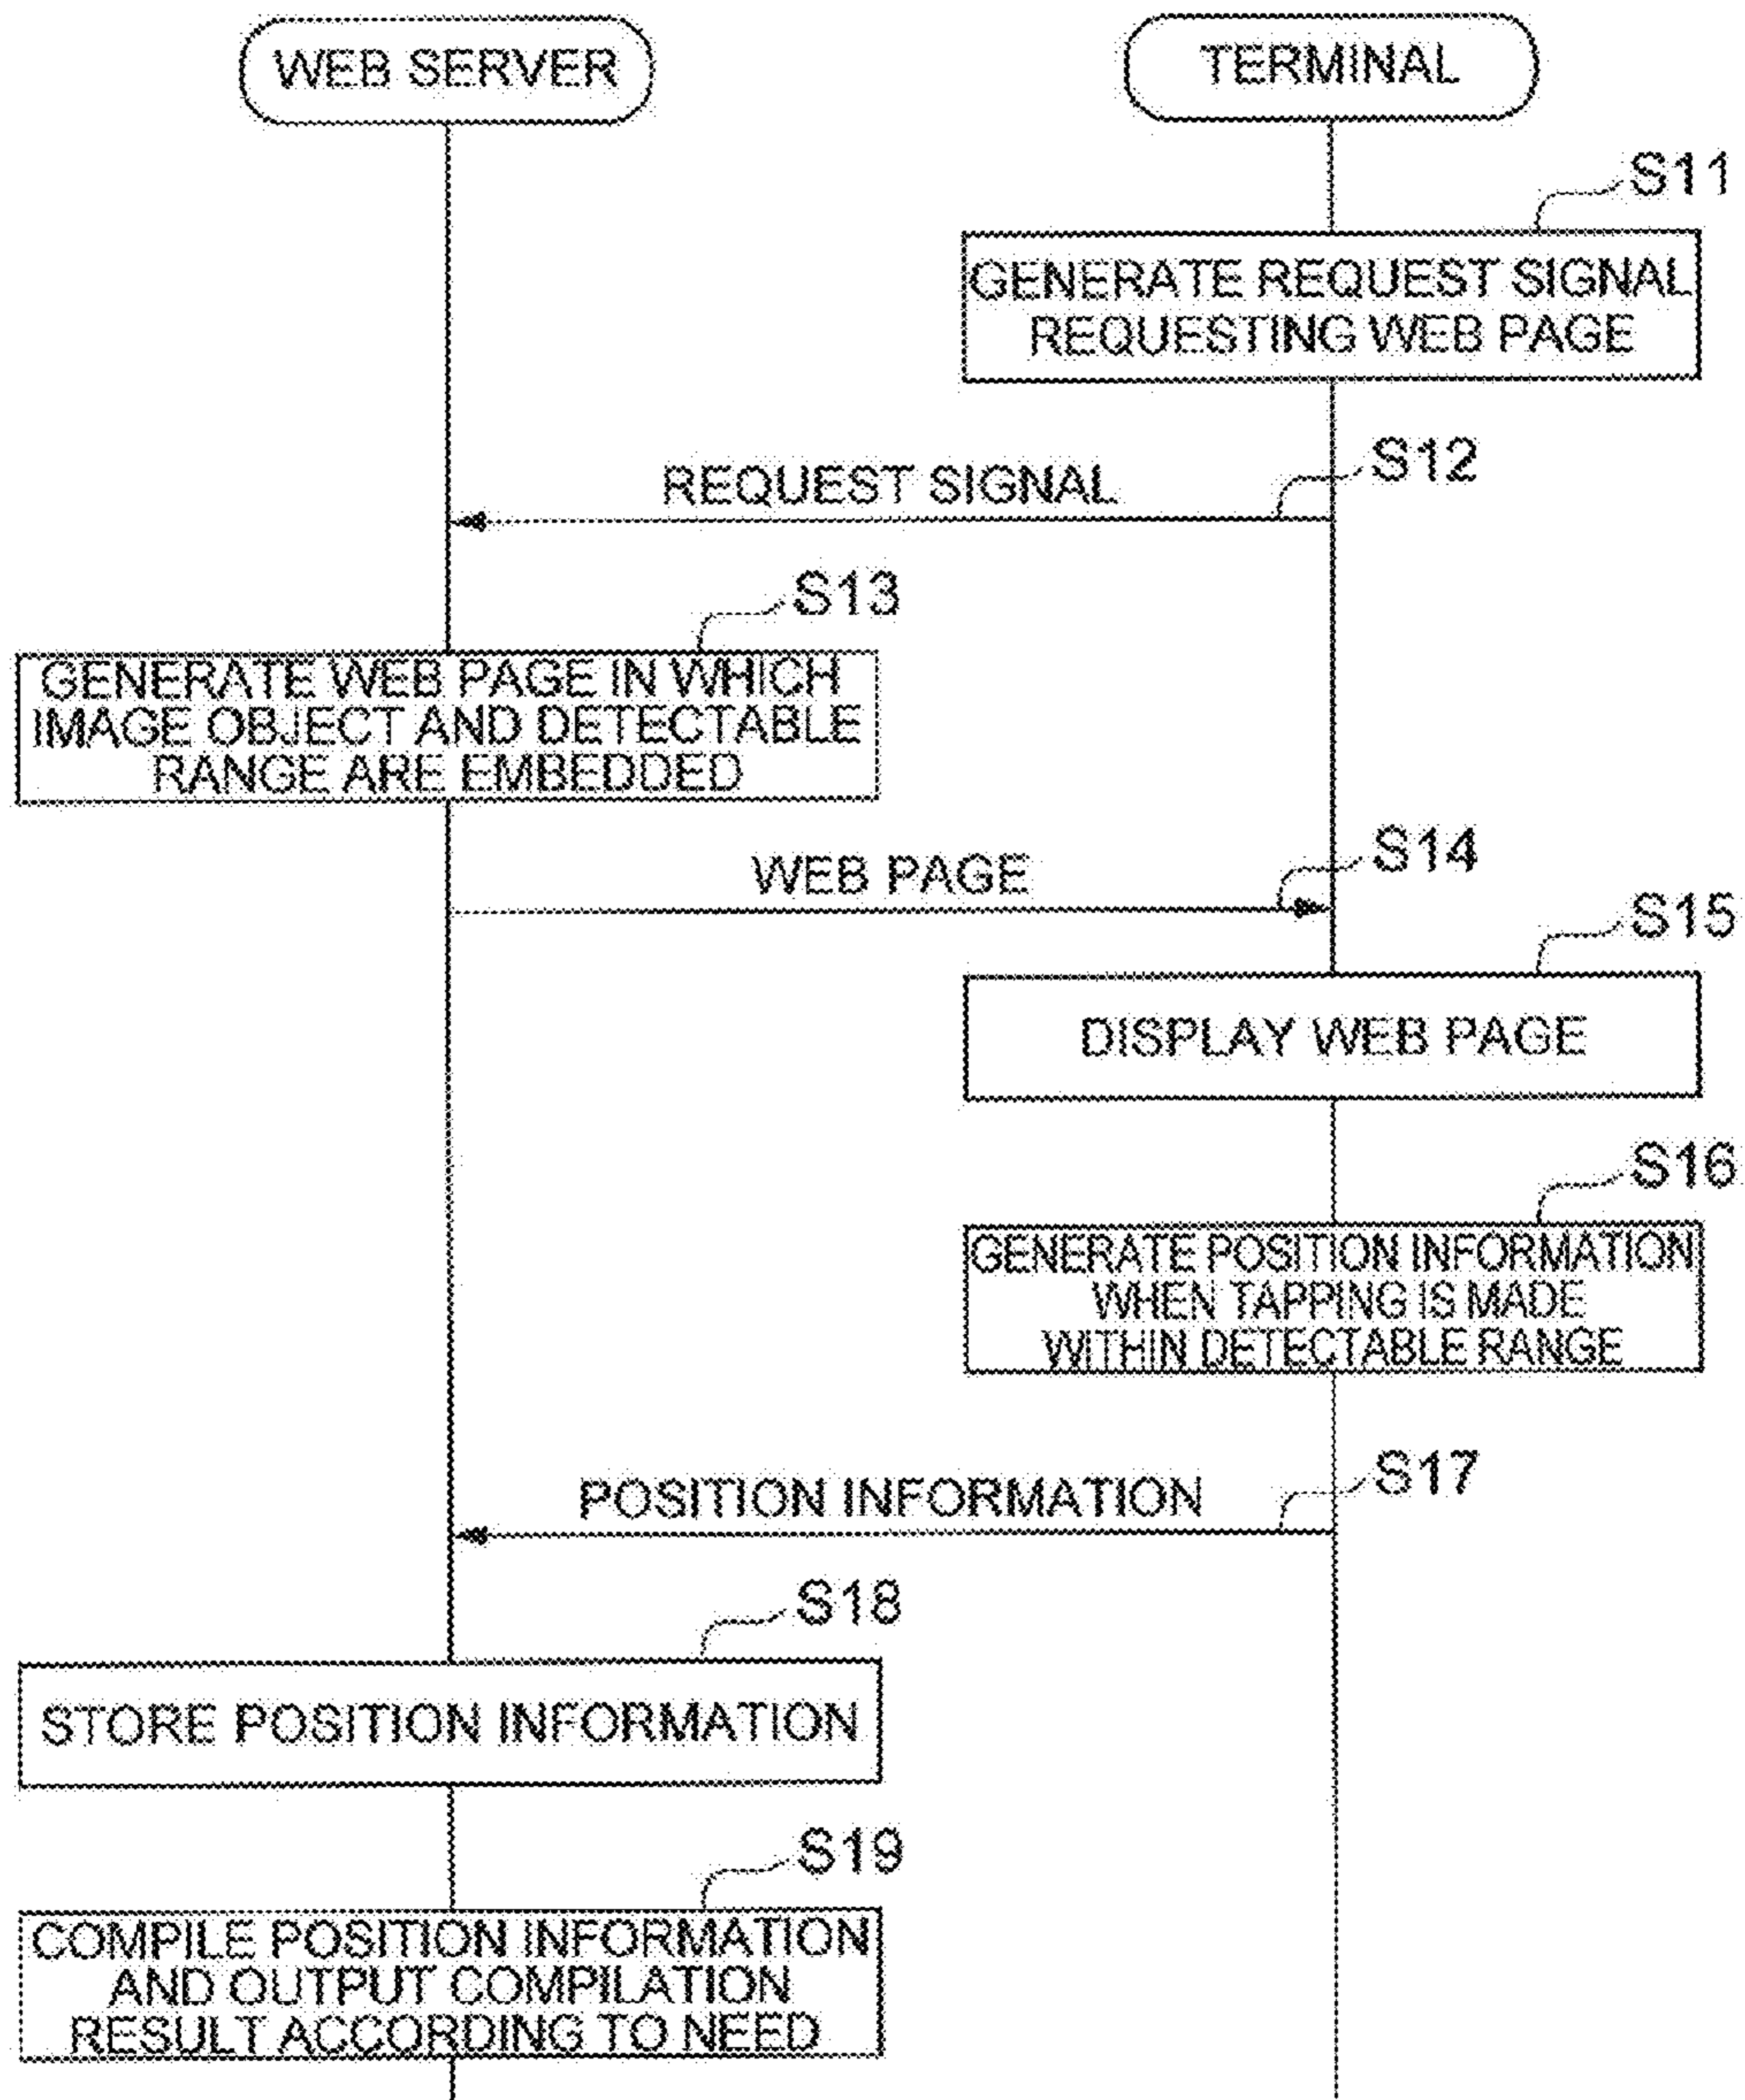 WEB SERVER
TERMINAL
S11
GENERATE REQUEST SIGNAL
REQUESTING WEB PAGE
S12
REQUEST SIGNAL
S13
GENERATE WEB PAGE IN WHICH
IMAGE OBJECT AND DETECTABLE
RANGE ARE EMBEDDED
S14
WEB PAGE
S15
DISPLAY WEB PAGE
S16
GENERATE POSITION INFORMATION
WHEN TAPPING IS MADE
WITHIN DETECTABLE RANGE
S17
POSITION INFORMATION
S18
STORE POSITION INFORMATION
S19
COMPILE POSITION INFORMATION
AND OUTPUT COMPILATION
RESULT ACCORDING TO NEED